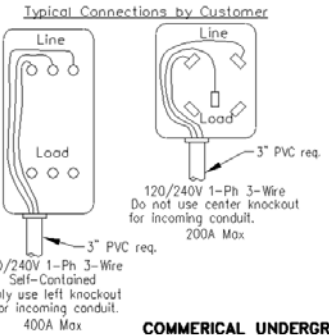 Typical Connections by Customer
Line
Load
3" PVC req.
0/240V 1-Ph 3-Wire
Self-Contained
ly use left knockout
or incoming conduit.
400A Max
Line
Load
3" PVC req.
120/240V 1-Ph 3-Wire
Do not use center knockout
for incoming conduit.
200A Max
COMMERICAL UNDERGR